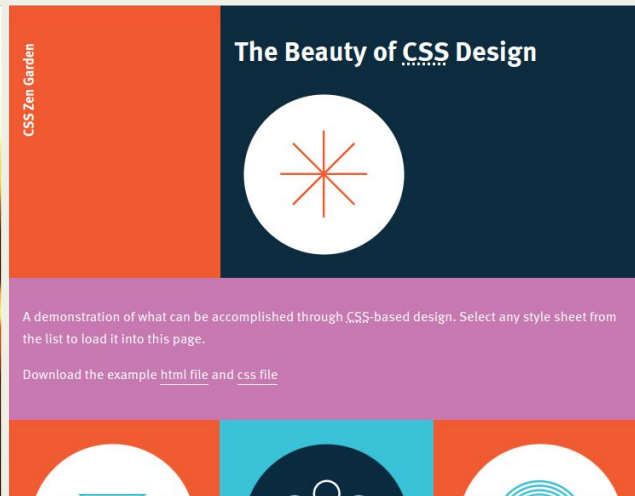 CSS Zen Garden
The Beauty of CSS Design
A demonstration of what can be accomplished through CSS-based design. Select any style sheet from
the list to load it into this page.
Download the example html file and css file